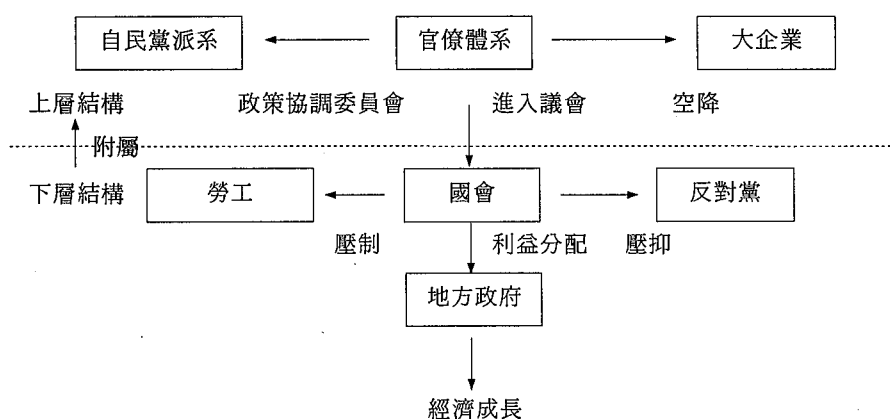 自民黨派系 官僚體系 大企業
上層結構 政策協調委員會 進入議會 空降
附屬
下層結構 勞工 國會 反對黨
壓制 利益分配 壓抑
地方政府
經濟成長